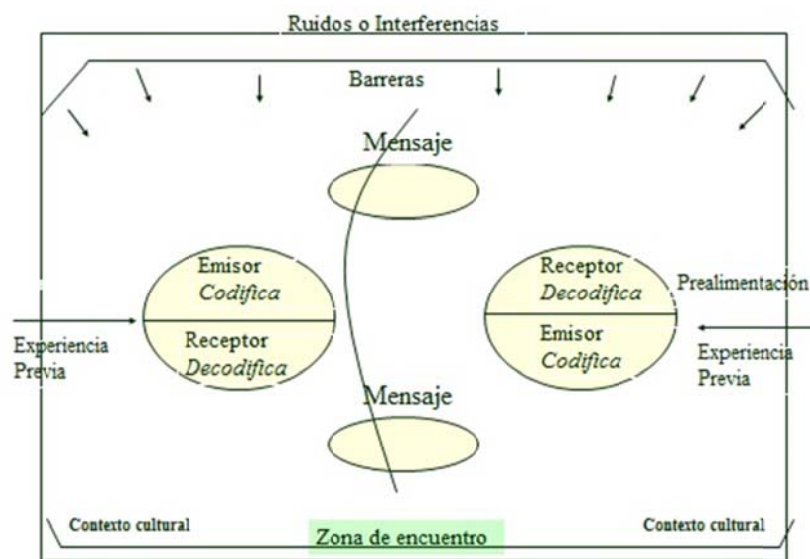 Ruidos o Interferencias
Barreras
Mensaje
Emisor
Codifica
Receptor
Decodifica
Receptor
Decodifica
Prealimentación
Emisor
Codifica
Experiencia
Previa
Experiencia
Previa
Mensaje
Contexto cultural
Zona de encuentro
Contexto cultural